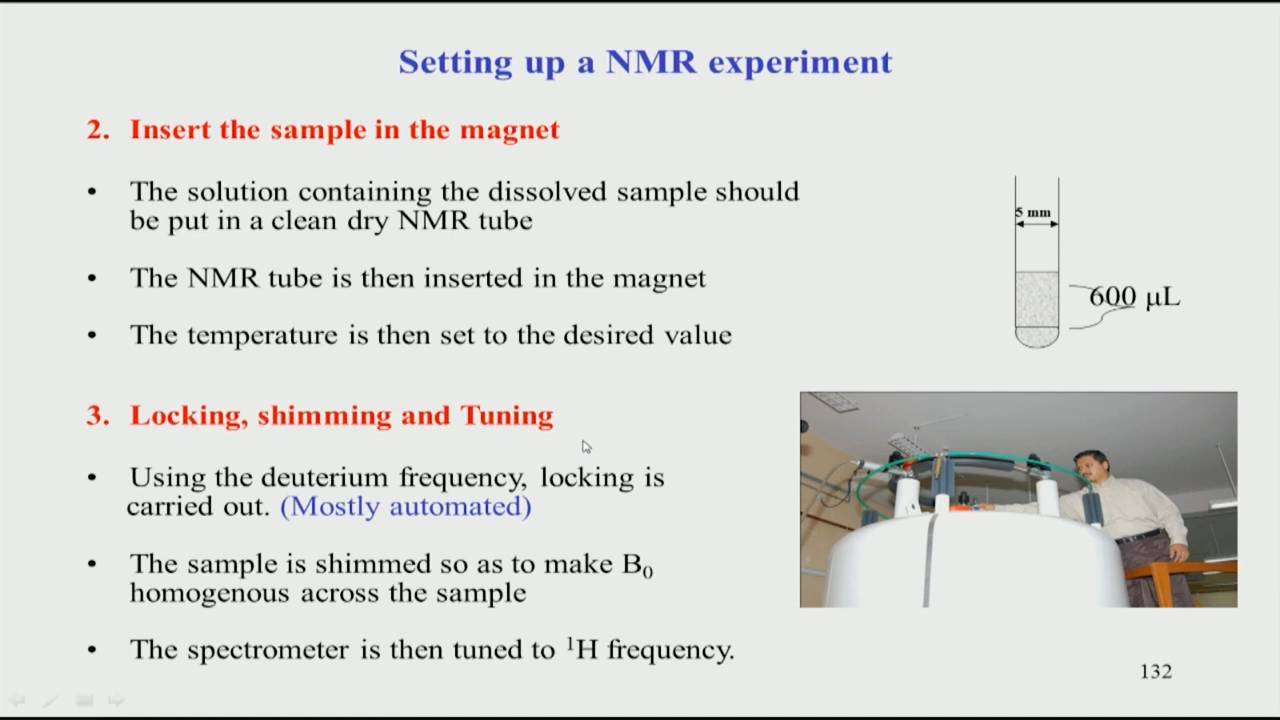 Setting up a NMR experiment
2. Insert the sample in the magnet
• The solution containing the dissolved sample should
be put in a clean dry NMR tube
• The NMR tube is then inserted in the magnet
• The temperature is then set to the desired value
5 mm
600 µL
3. Locking, shimming and Tuning
• Using the deuterium frequency, locking is
carried out. (Mostly automated)
• The sample is shimmed so as to make B₀
homogenous across the sample
• The spectrometer is then tuned to ¹H frequency.
132